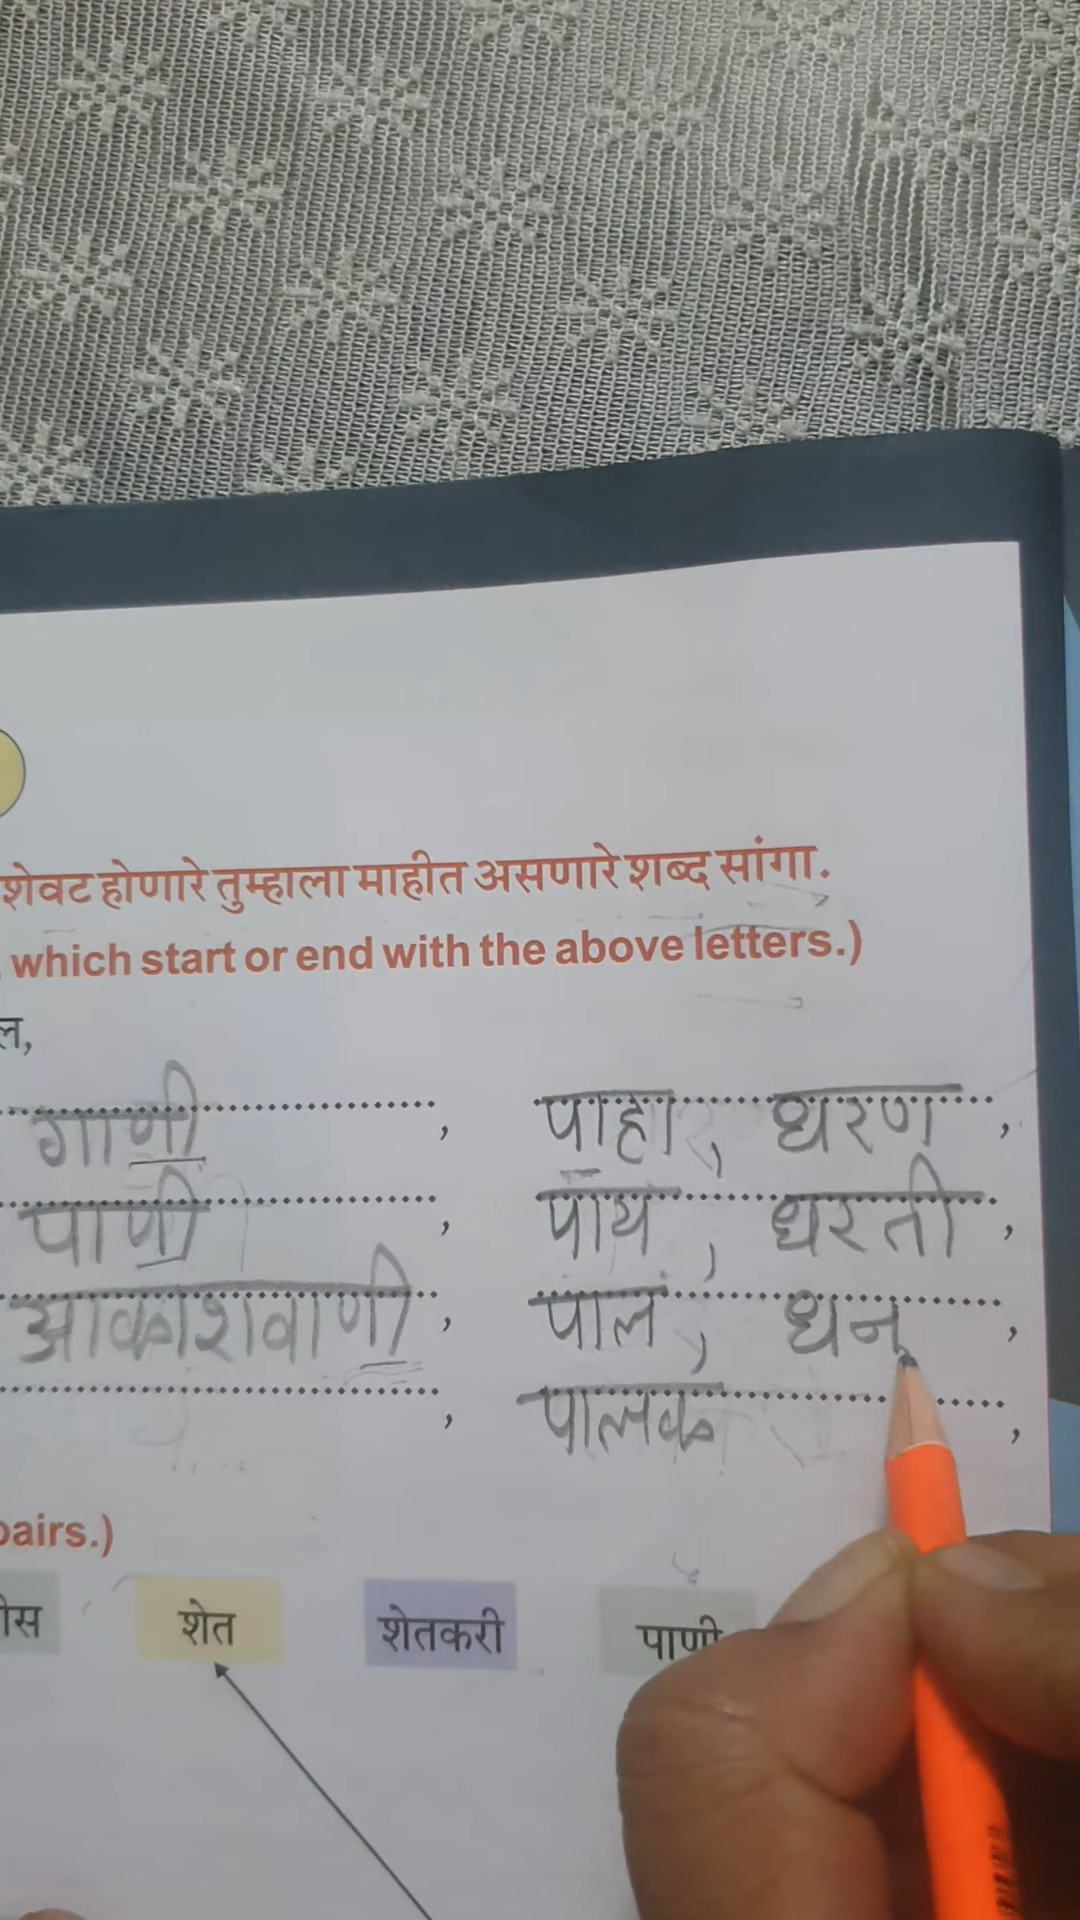 शेवट होणारे तुम्हाला माहीत असणारे शब्द सांगा.
which start or end with the above letters.)
ल,
गाणी , पाहा, धरण ,
पाणी , पाय, धरती ,
आकाशवाणी , पाल, धन ,
, पालक ,
pairs.)
शेत शेतकरी पाणी